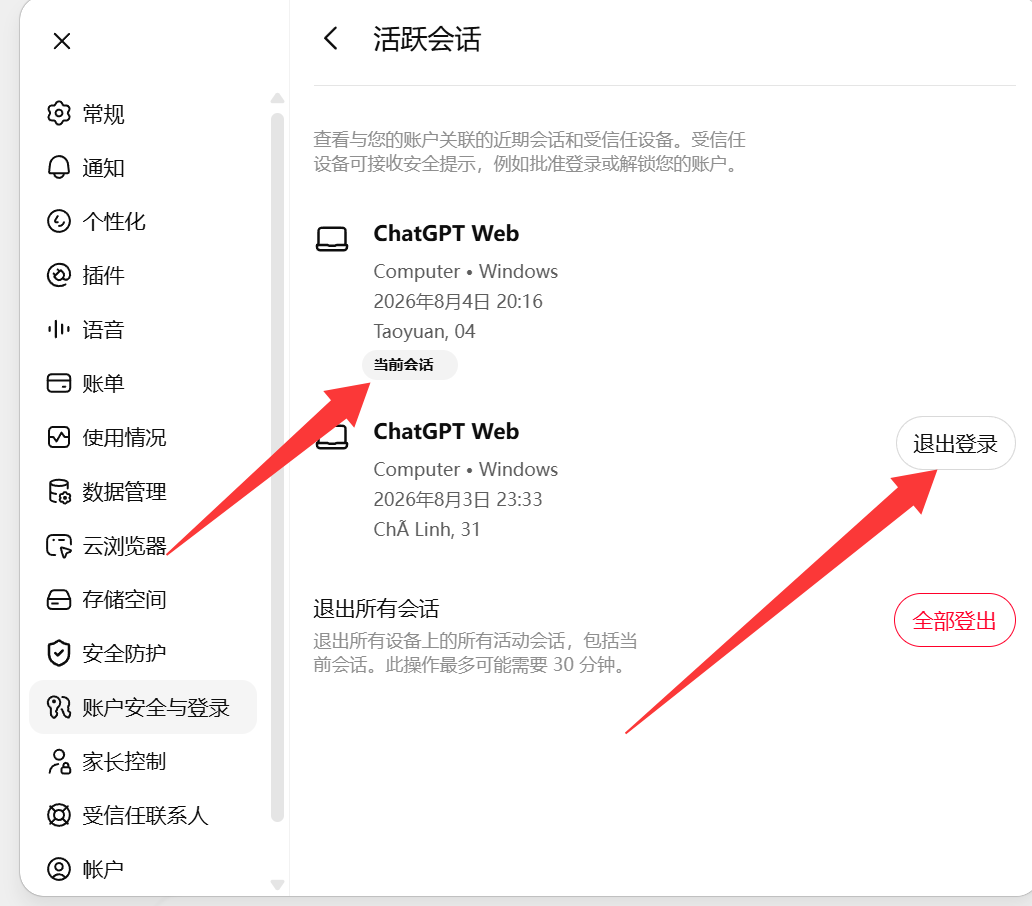 活跃会话
常规
通知
个性化
插件
语音
账单
使用情况
数据管理
云浏览器
存储空间
安全防护
账户安全与登录
家长控制
受信任联系人
帐户
查看与您的账户关联的近期会话和受信任设备。受信任
设备可接收安全提示，例如批准登录或解锁您的账户。
ChatGPT Web
Computer • Windows
2026年8月4日 20:16
Taoyuan, 04
当前会话
ChatGPT Web
Computer • Windows
2026年8月3日 23:33
ChÃ Linh, 31
退出登录
退出所有会话
退出所有设备上的所有活动会话，包括当
前会话。此操作最多可能需要 30 分钟。
全部登出